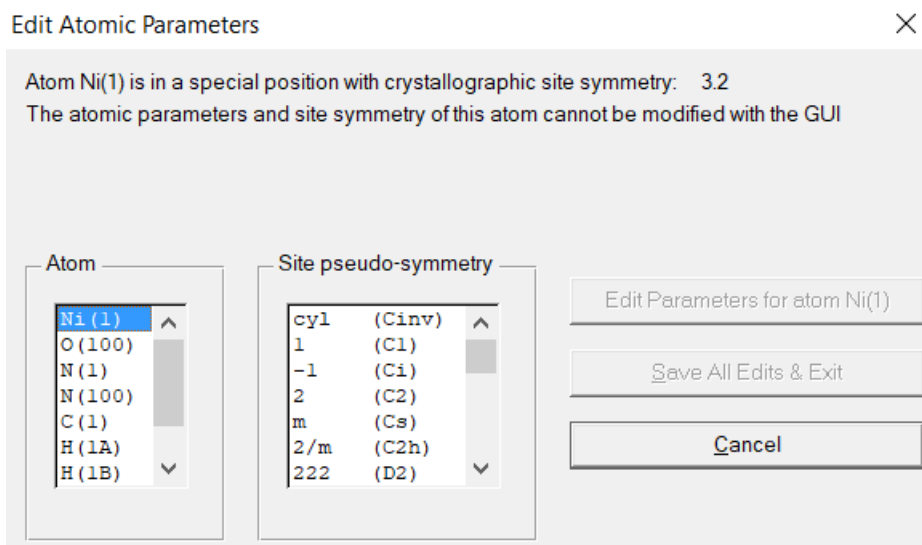 Edit Atomic Parameters
Atom Ni(1) is in a special position with crystallographic site symmetry: 3.2
The atomic parameters and site symmetry of this atom cannot be modified with the GUI
Atom
Ni(1)
O(100)
N(1)
N(100)
C(1)
H(1A)
H(1B)
Site pseudo-symmetry
cyl (Cinv)
1 (C1)
-1 (Ci)
2 (C2)
m (Cs)
2/m (C2h)
222 (D2)
Edit Parameters for atom Ni(1)
Save All Edits & Exit
Cancel